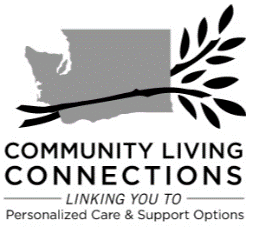 COMMUNITY LIVING
CONNECTIONS
LINKING YOU TO
Personalized Care & Support Options